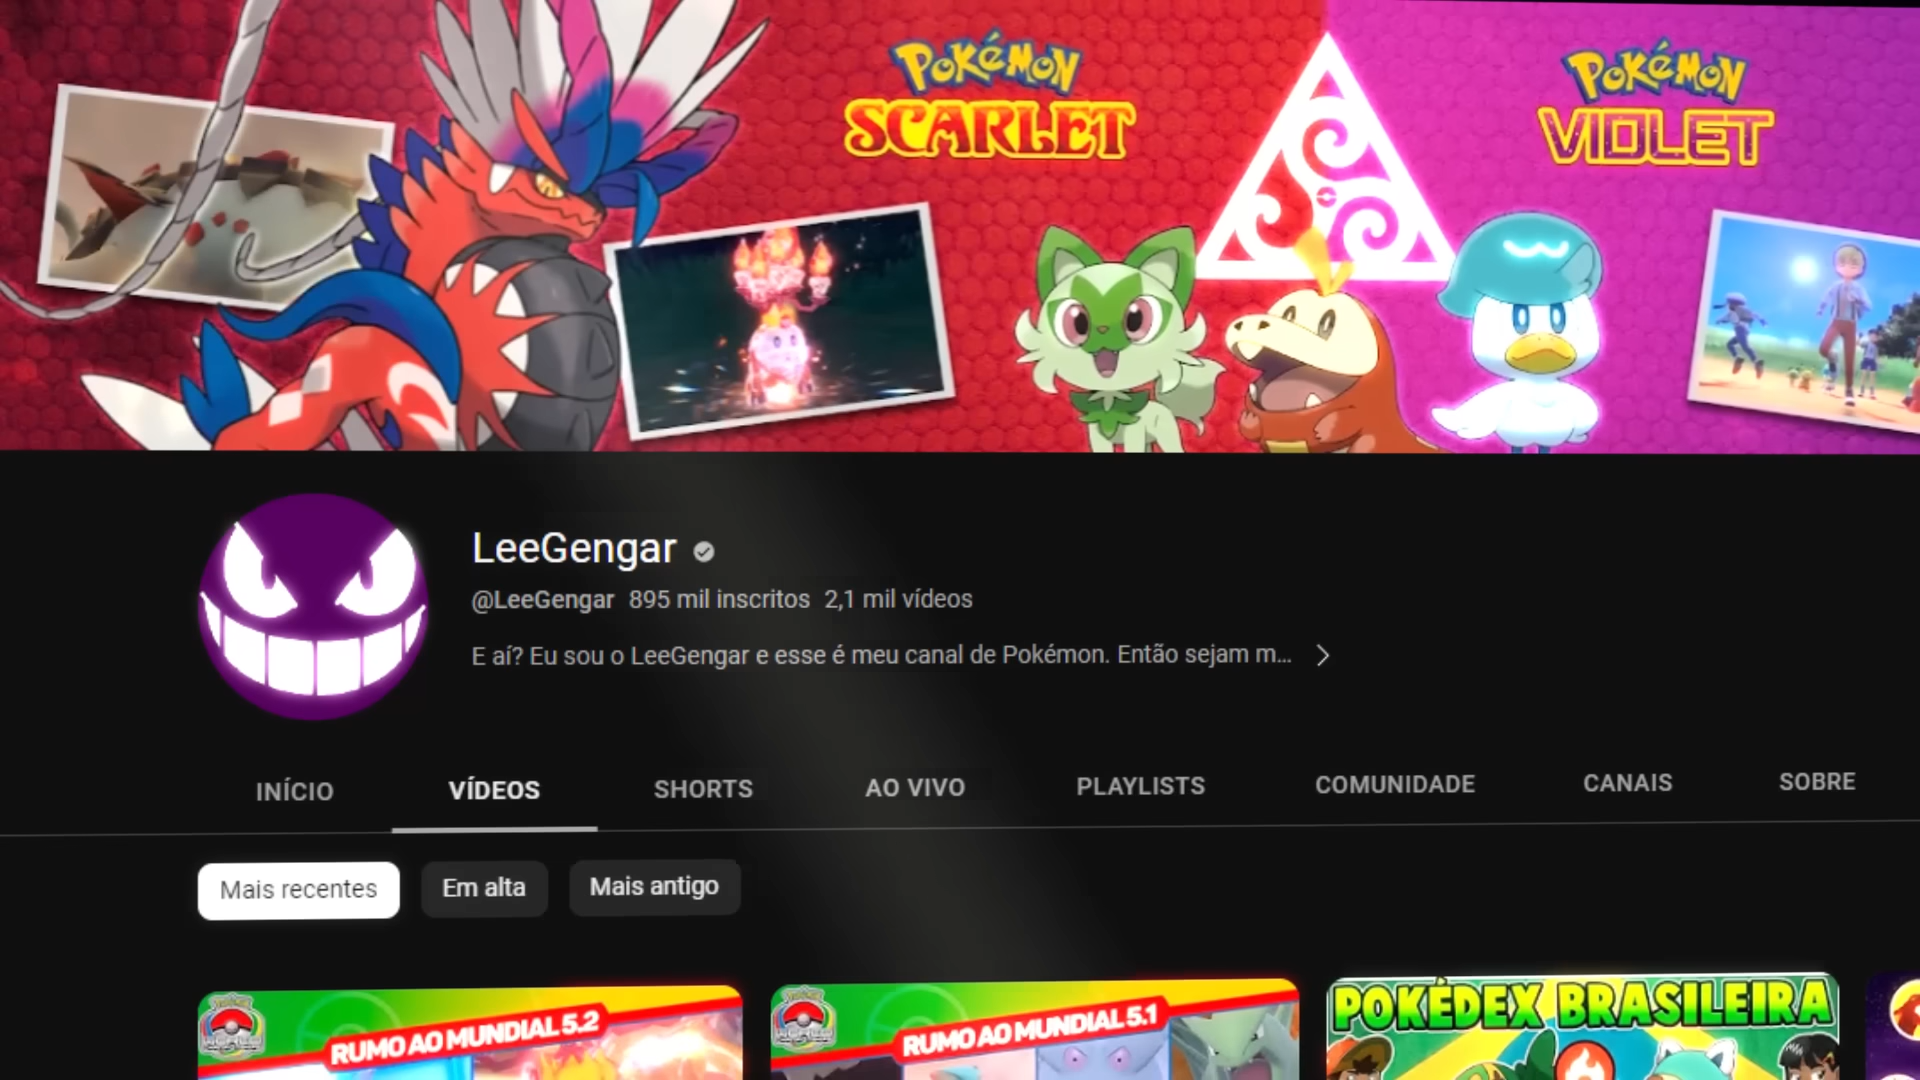 POKÉMON
SCARLET
POKÉMON
VIOLET
LeeGengar
@LeeGengar 895 mil inscritos 2,1 mil vídeos
E aí? Eu sou o LeeGengar e esse é meu canal de Pokémon. Então sejam m...
INÍCIO VÍDEOS SHORTS AO VIVO PLAYLISTS COMUNIDADE CANAIS SOBRE
Mais recentes Em alta Mais antigo
RUMO AO MUNDIAL 5.2
RUMO AO MUNDIAL 5.1
POKÉDEX BRASILEIRA